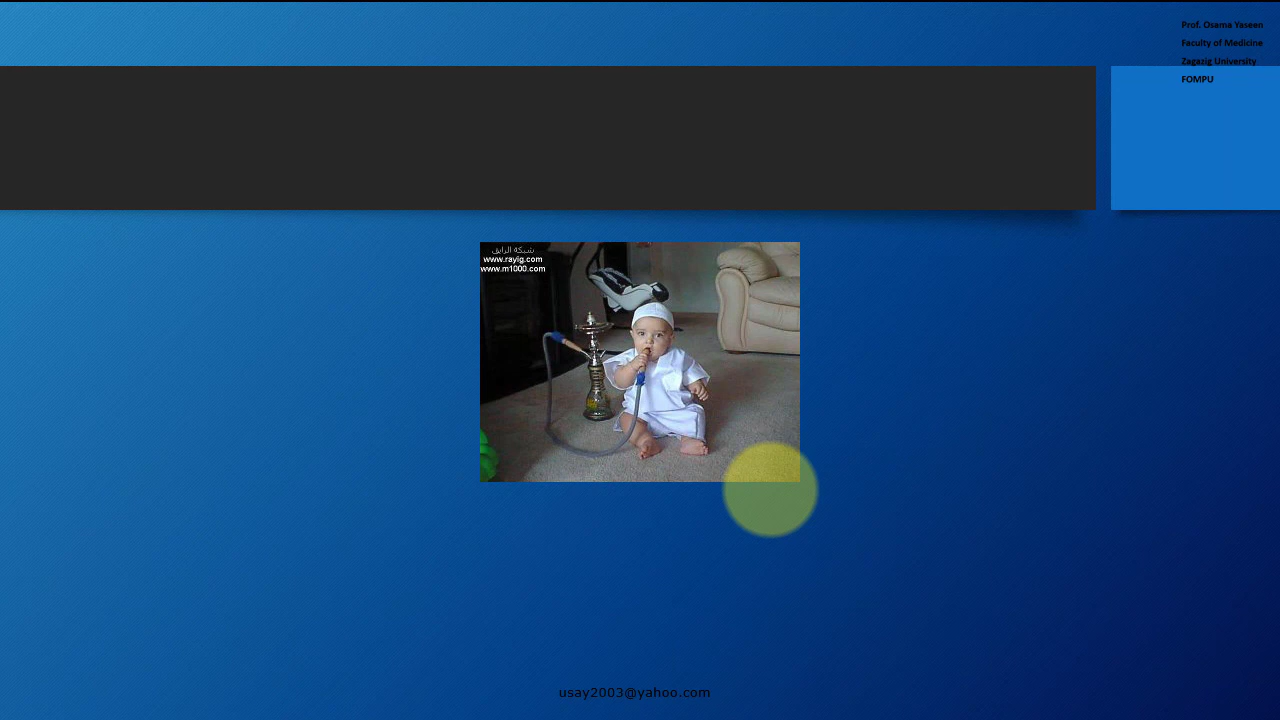 Prof. Osama Yaseen
Faculty of Medicine
Zagazig University
FOMPU
شبكة الرايق
www.rayig.com
www.m1000.com
usay2003@yahoo.com